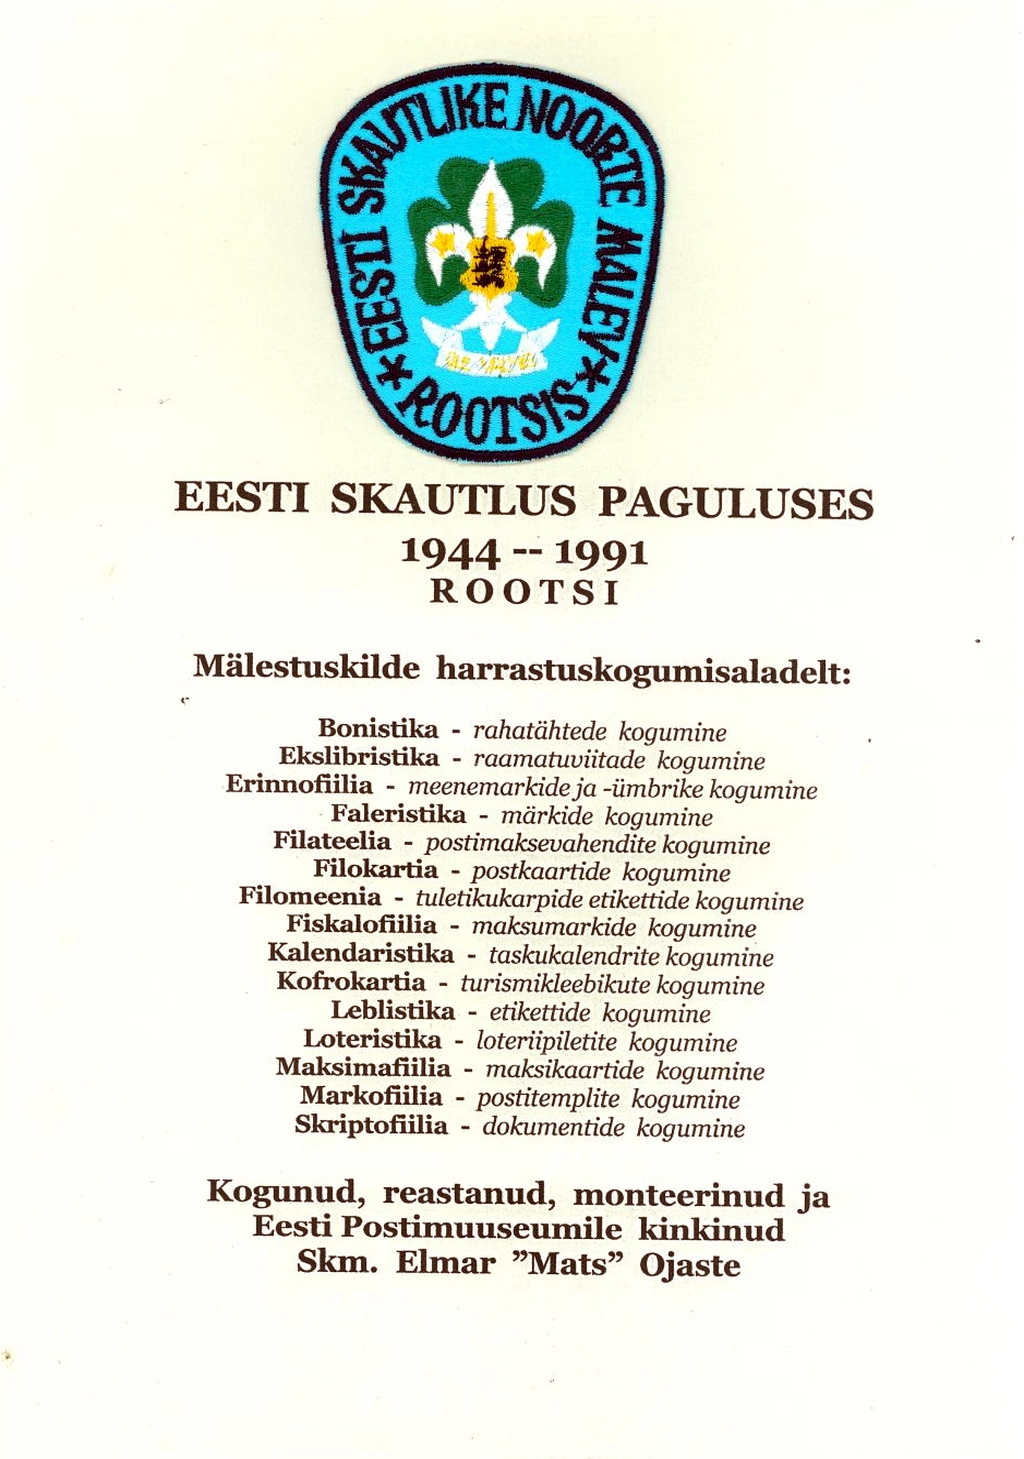 EESTI SKAUTLIKE NOORTE MALEV
* ROOTSIS *
EESTI SKAUTLUS PAGULUSES
1944 -- 1991
ROOTSI
Mälestuskilde harrastuskogumisaladelt:
Bonistika - rahatähtede kogumine
Ekslibristika - raamatuviitade kogumine
Erinnofiilia - meenemarkide ja -ümbrike kogumine
Faleristika - märkide kogumine
Filateelia - postimaksevahendite kogumine
Filokartia - postkaartide kogumine
Filomeenia - tuletikukarpide etikettide kogumine
Fiskalofiilia - maksumarkide kogumine
Kalendaristika - taskukalendrite kogumine
Kofrokartia - turismikleebikute kogumine
Leblistika - etikettide kogumine
Loteristika - loteriipiletite kogumine
Maksimafiilia - maksikaartide kogumine
Markofiilia - postitemplite kogumine
Skriptofiilia - dokumentide kogumine
Kogunud, reastanud, monteerinud ja
Eesti Postimuuseumile kinkinud
Skm. Elmar ”Mats” Ojaste